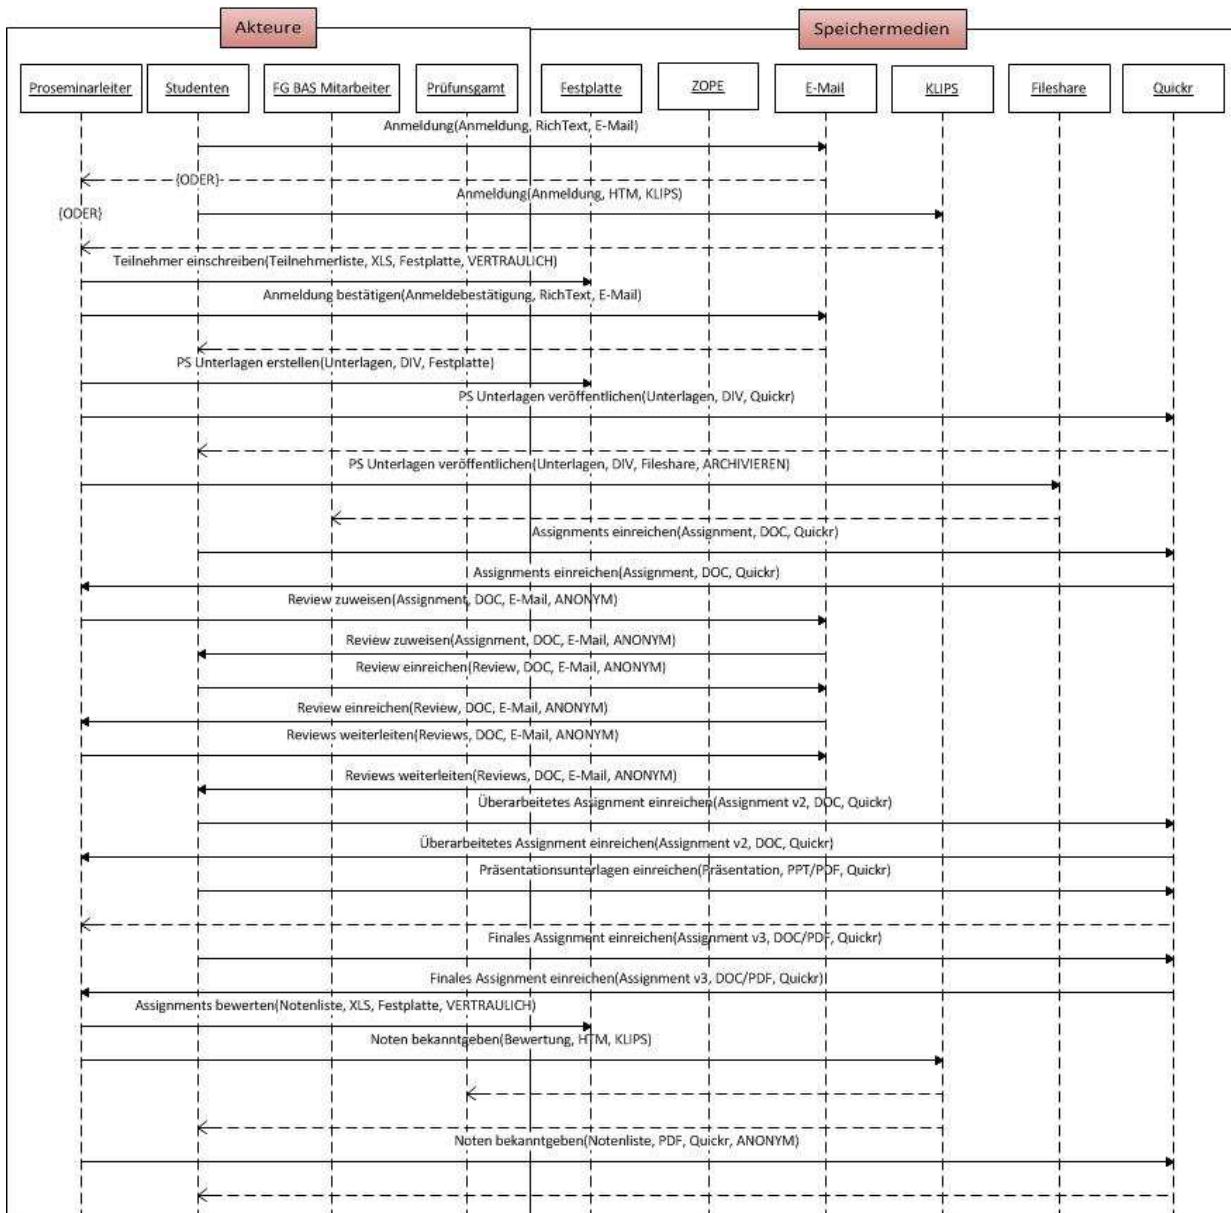 Akteure
Speichermedien
Proseminarleiter
Studenten
FG BAS Mitarbeiter
Prüfunsgamt
Festplatte
ZOPE
E-Mail
KLIPS
Fileshare
Quickr
Anmeldung(Anmeldung, RichText, E-Mail)
{ODER}
Anmeldung(Anmeldung, HTM, KLIPS)
{ODER}
Teilnehmer einschreiben(Teilnehmerliste, XLS, Festplatte, VERTRAULICH)
Anmeldung bestätigen(Anmeldebestätigung, RichText, E-Mail)
PS Unterlagen erstellen(Unterlagen, DIV, Festplatte)
PS Unterlagen veröffentlichen(Unterlagen, DIV, Quickr)
PS Unterlagen veröffentlichen(Unterlagen, DIV, Fileshare, ARCHIVIEREN)
Assignments einreichen(Assignment, DOC, Quickr)
Assignments einreichen(Assignment, DOC, Quickr)
Review zuweisen(Assignment, DOC, E-Mail, ANONYM)
Review zuweisen(Assignment, DOC, E-Mail, ANONYM)
Review einreichen(Review, DOC, E-Mail, ANONYM)
Review einreichen(Review, DOC, E-Mail, ANONYM)
Reviews weiterleiten(Reviews, DOC, E-Mail, ANONYM)
Reviews weiterleiten(Reviews, DOC, E-Mail, ANONYM)
Überarbeitetes Assignment einreichen(Assignment v2, DOC, Quickr)
Überarbeitetes Assignment einreichen(Assignment v2, DOC, Quickr)
Präsentationsunterlagen einreichen(Präsentation, PPT/PDF, Quickr)
Finales Assignment einreichen(Assignment v3, DOC/PDF, Quickr)
Finales Assignment einreichen(Assignment v3, DOC/PDF, Quickr)
Assignments bewerten(Notenliste, XLS, Festplatte, VERTRAULICH)
Noten bekanntgeben(Bewertung, HTM, KLIPS)
Noten bekanntgeben(Notenliste, PDF, Quickr, ANONYM)